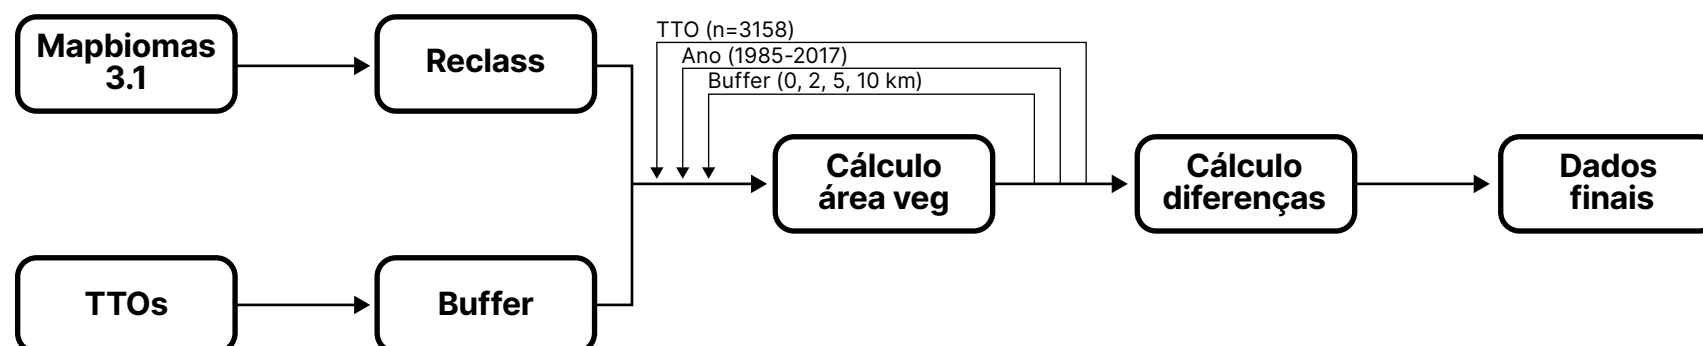 Mapbiomas
3.1
Reclass
TTO (n=3158)
Ano (1985-2017)
Buffer (0, 2, 5, 10 km)
Cálculo
área veg
Cálculo
diferenças
Dados
finais
TTOs
Buffer